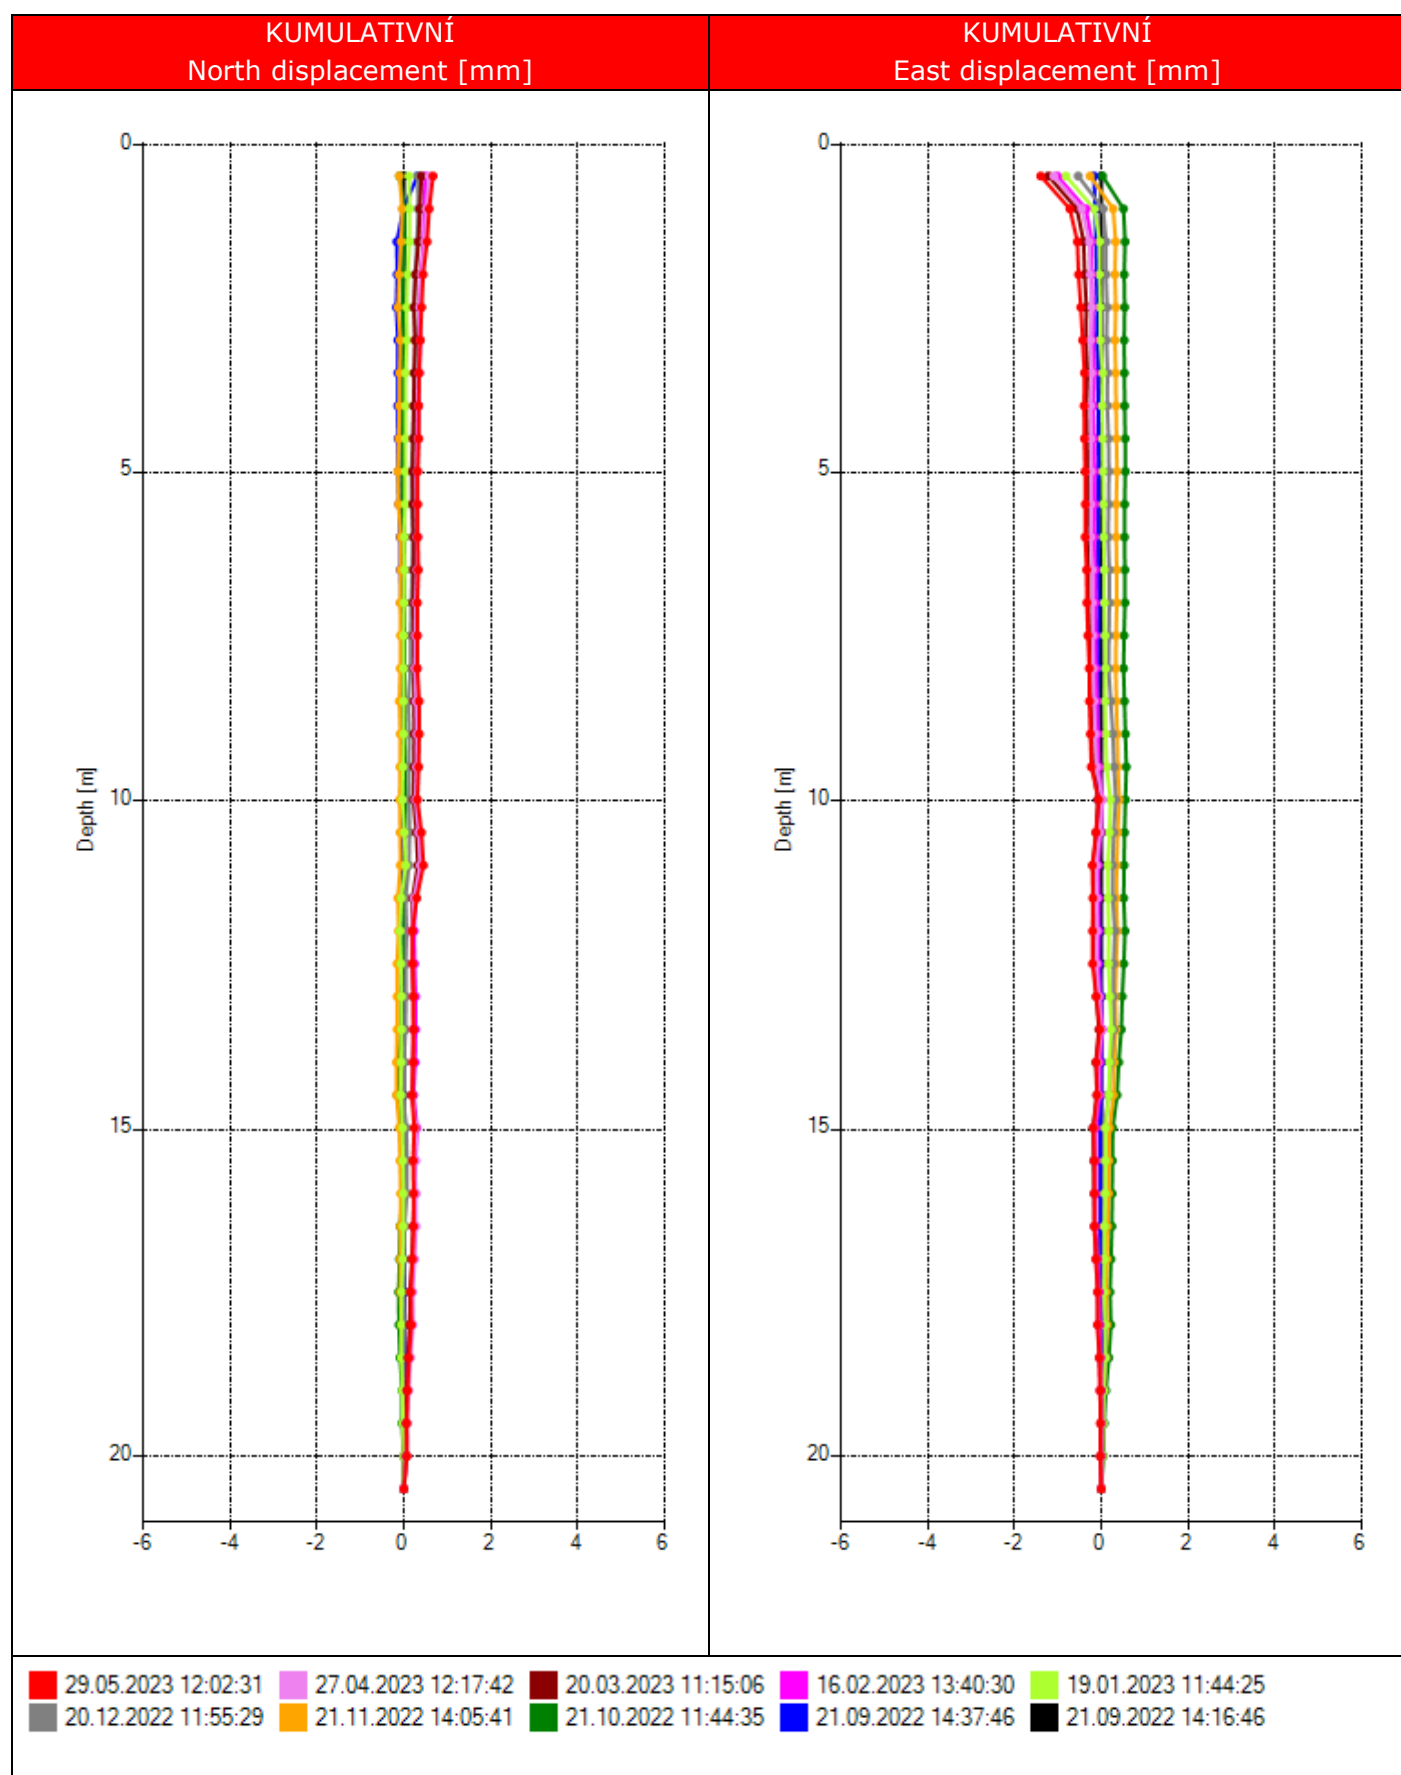 KUMULATIVNÍ
North displacement [mm]
KUMULATIVNÍ
East displacement [mm]
0
5
10
15
20
Depth [m]
-6 -4 -2 0 2 4 6
0
5
10
15
20
Depth [m]
-6 -4 -2 0 2 4 6
29.05.2023 12:02:31 27.04.2023 12:17:42 20.03.2023 11:15:06 16.02.2023 13:40:30 19.01.2023 11:44:25
20.12.2022 11:55:29 21.11.2022 14:05:41 21.10.2022 11:44:35 21.09.2022 14:37:46 21.09.2022 14:16:46